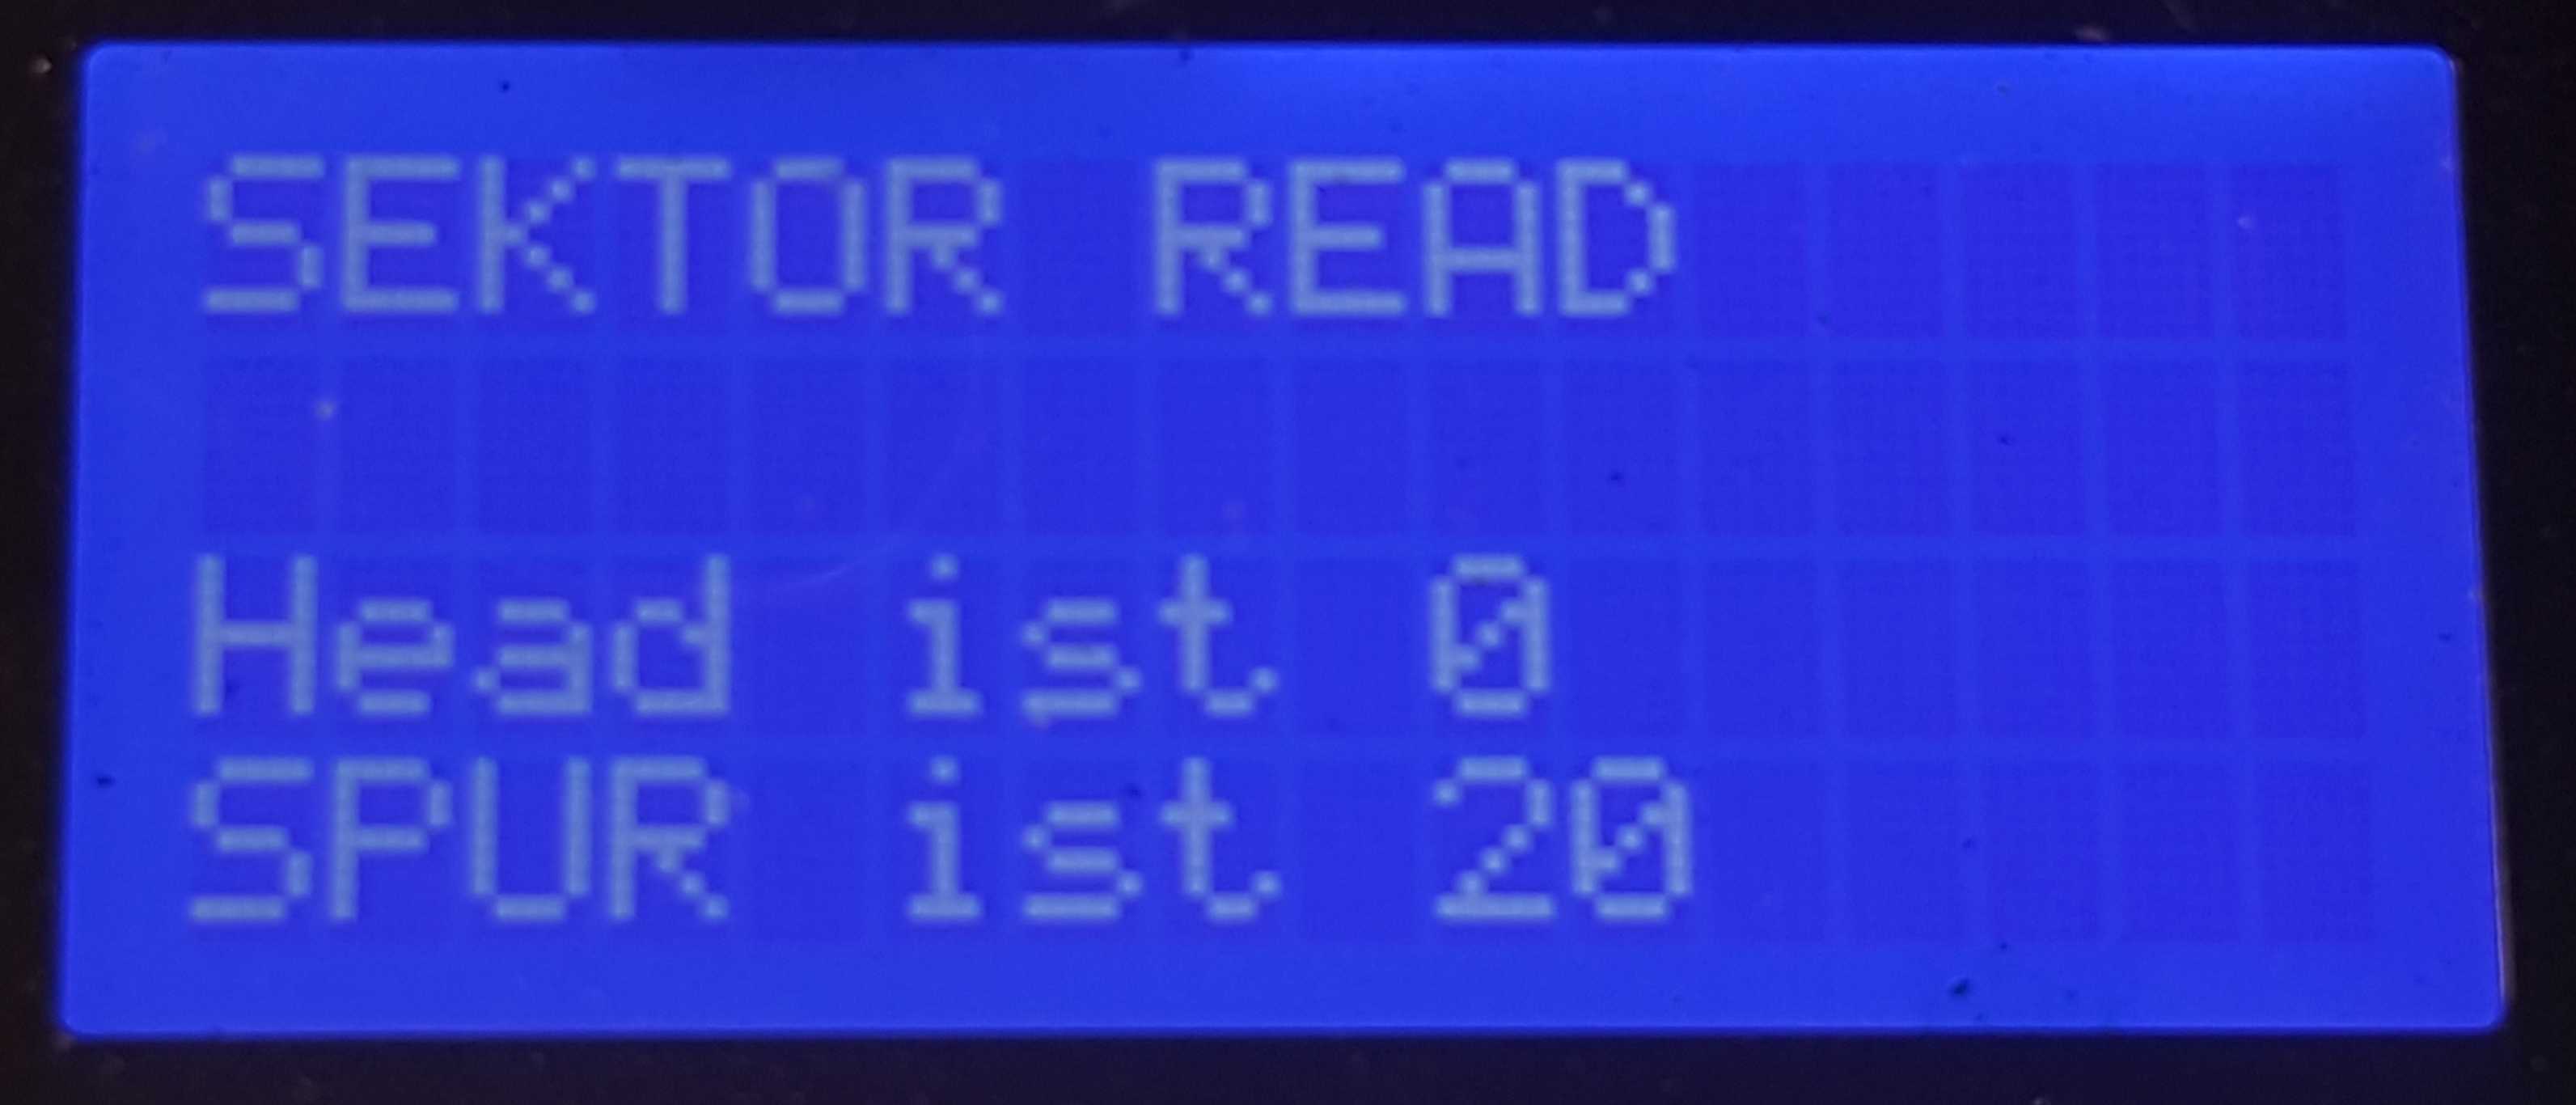 SEKTOR READ
Head ist 0
SPUR ist 20